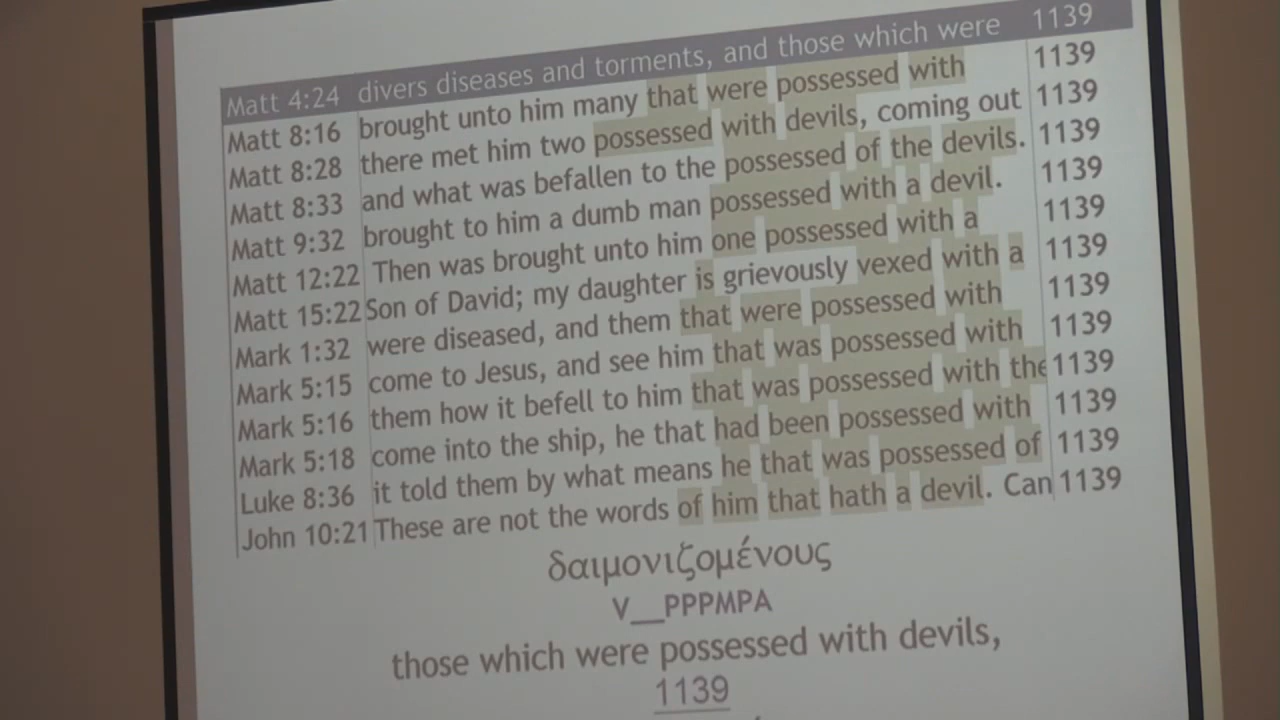 Matt 4:24 divers diseases and torments, and those which were 1139
Matt 8:16 brought unto him many that were possessed with 1139
Matt 8:28 there met him two possessed with devils, coming out 1139
Matt 8:33 and what was befallen to the possessed of the devils. 1139
Matt 9:32 brought to him a dumb man possessed with a devil. 1139
Matt 12:22 Then was brought unto him one possessed with a 1139
Matt 15:22 Son of David; my daughter is grievously vexed with a 1139
Mark 1:32 were diseased, and them that were possessed with 1139
Mark 5:15 come to Jesus, and see him that was possessed with 1139
Mark 5:16 them how it befell to him that was possessed with the 1139
Mark 5:18 come into the ship, he that had been possessed with 1139
Luke 8:36 it told them by what means he that was possessed of 1139
John 10:21 These are not the words of him that hath a devil. Can 1139
δαιμονιζομένους
V__PPPMPA
those which were possessed with devils,
1139